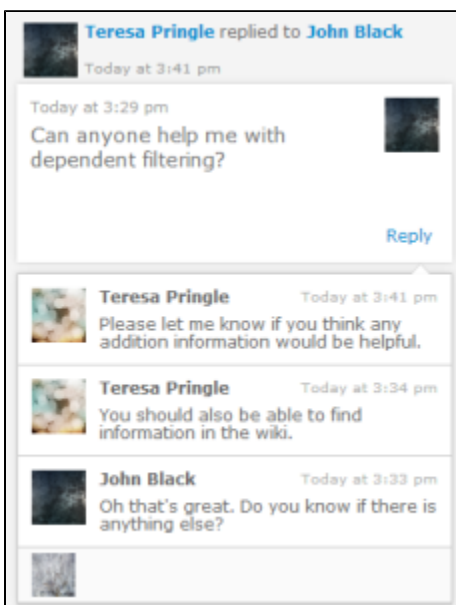 Teresa Pringle replied to John Black
Today at 3:41 pm
Today at 3:29 pm
Can anyone help me with
dependent filtering?
Reply
Teresa Pringle Today at 3:41 pm
Please let me know if you think any
addition information would be helpful.
Teresa Pringle Today at 3:34 pm
You should also be able to find
information in the wiki.
John Black Today at 3:33 pm
Oh that's great. Do you know if there is
anything else?